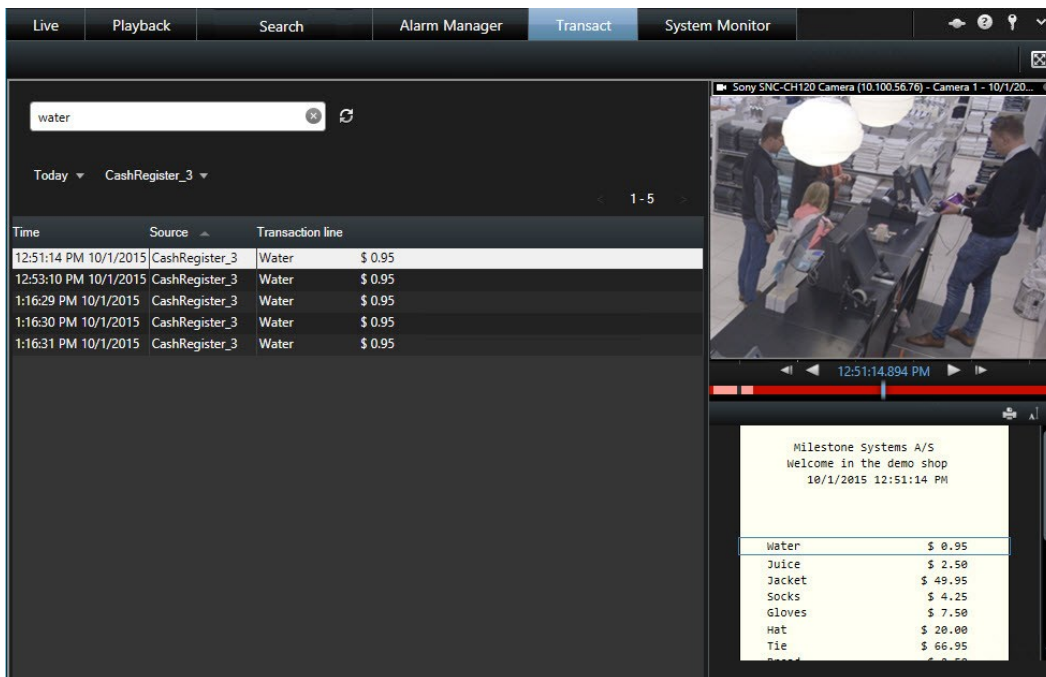 Live Playback Search Alarm Manager Transact System Monitor
Sony SNC-CH120 Camera (10.100.56.76) - Camera 1 - 10/1/20...
water
Today CashRegister_3
1 - 5
Time Source Transaction line
12:51:14 PM 10/1/2015 CashRegister_3 Water $ 0.95
12:53:10 PM 10/1/2015 CashRegister_3 Water $ 0.95
1:16:29 PM 10/1/2015 CashRegister_3 Water $ 0.95
1:16:30 PM 10/1/2015 CashRegister_3 Water $ 0.95
1:16:31 PM 10/1/2015 CashRegister_3 Water $ 0.95
12:51:14.894 PM
Milestone Systems A/S
Welcome in the demo shop
10/1/2015 12:51:14 PM
Water $ 0.95
Juice $ 2.50
Jacket $ 49.95
Socks $ 4.25
Gloves $ 7.50
Hat $ 20.00
Tie $ 66.95